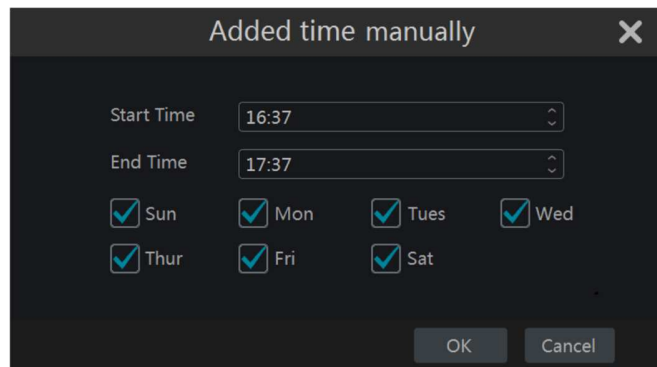 Added time manually
Start Time 16:37
End Time 17:37
Sun Mon Tues Wed
Thur Fri Sat
OK Cancel